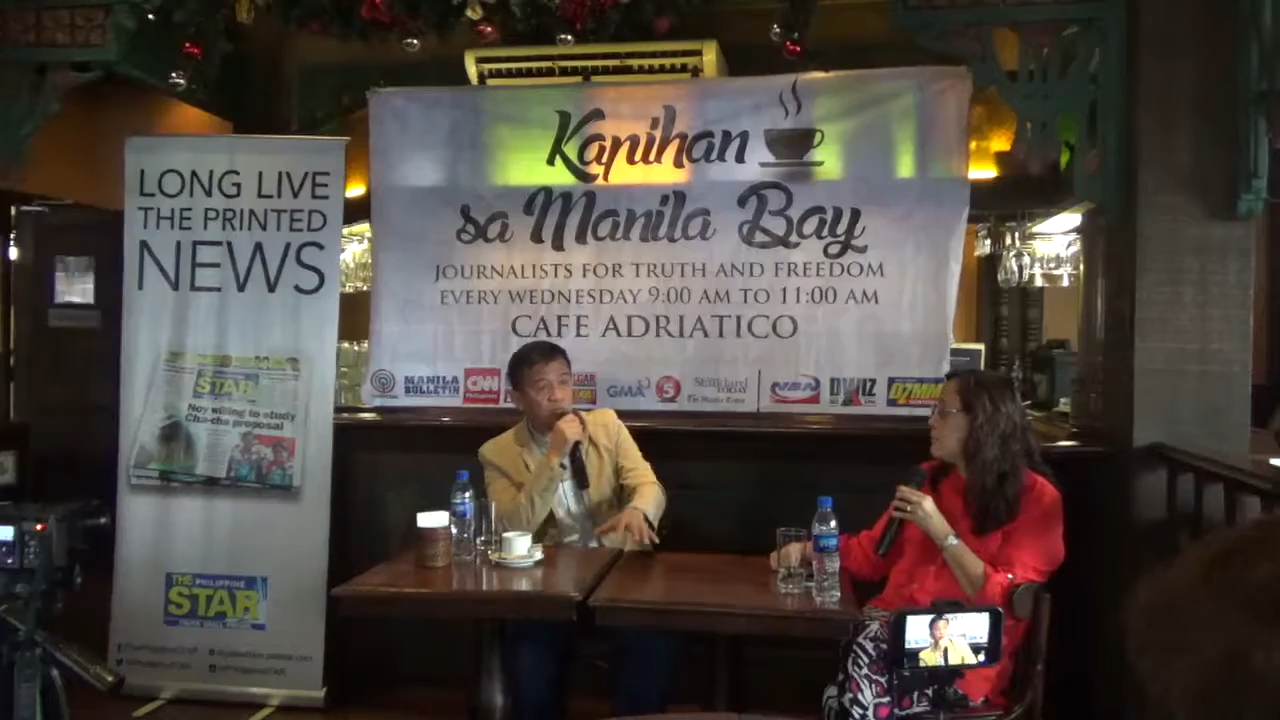 LONG LIVE
THE PRINTED
NEWS
STAR
Noy willing to study
Cha-cha proposal
THE PHILIPPINE
STAR
Kapihan
sa Manila Bay
JOURNALISTS FOR TRUTH AND FREEDOM
EVERY WEDNESDAY 9:00 AM TO 11:00 AM
CAFE ADRIATICO
MANILA
BULLETIN
CNN
Philippines
GMA
5
Standard
TODAY
The Manila Times
DWIZ
DZMM